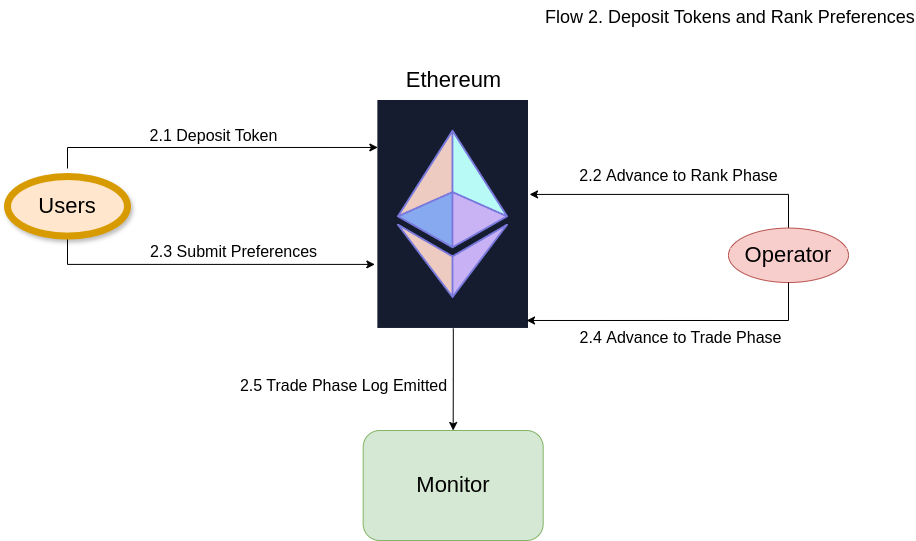 Flow 2. Deposit Tokens and Rank Preferences
Ethereum
2.1 Deposit Token
2.2 Advance to Rank Phase
Users
2.3 Submit Preferences
Operator
2.4 Advance to Trade Phase
2.5 Trade Phase Log Emitted
Monitor